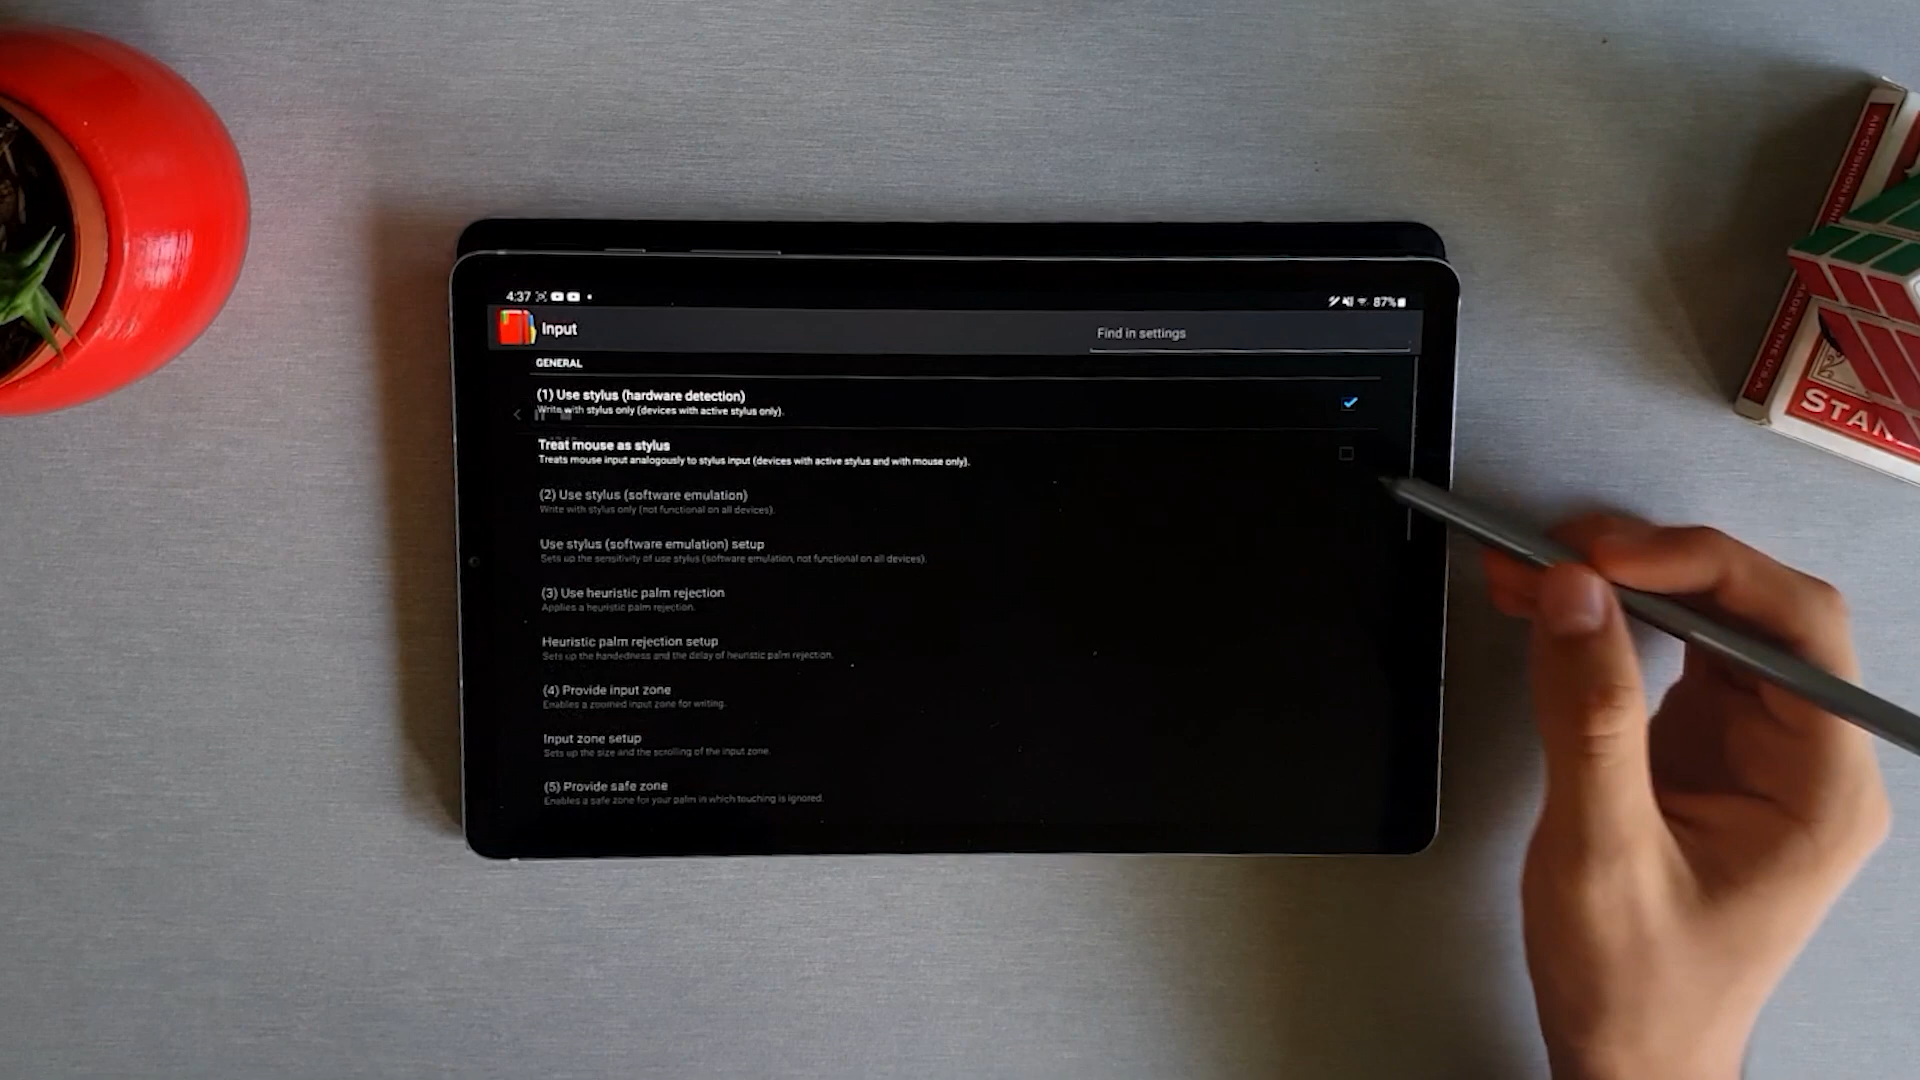 4:37
87%
Input
Find in settings
GENERAL
(1) Use stylus (hardware detection)
Write with stylus only (devices with active stylus only).
Treat mouse as stylus
Treats mouse input analogously to stylus input (devices with active stylus and with mouse only).
(2) Use stylus (software emulation)
Write with stylus only (not functional on all devices).
Use stylus (software emulation) setup
Sets up the sensitivity of use stylus (software emulation, not functional on all devices).
(3) Use heuristic palm rejection
Applies a heuristic palm rejection.
Heuristic palm rejection setup
Sets up the handedness and the delay of heuristic palm rejection.
(4) Provide input zone
Enables a zoomed input zone for writing.
Input zone setup
Sets up the size and the scrolling of the input zone.
(5) Provide safe zone
Enables a safe zone for your palm in which touching is ignored.
AIR-CUSHION
MADE IN THE USA
STAN